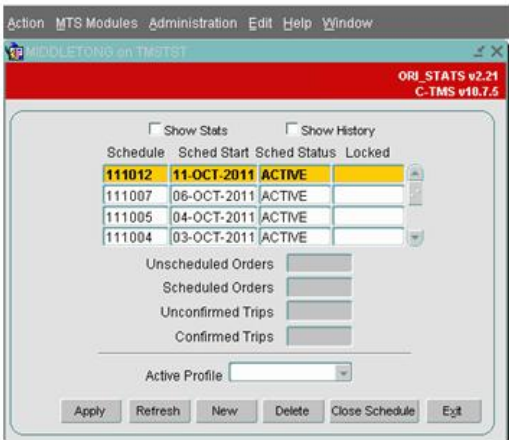 Action MTS Modules Administration Edit Help Window
MIDDLETONG on TMSTST
ORI_STATS v2.21
C-TMS v10.7.5
Show Stats Show History
Schedule Sched Start Sched Status Locked
111012 11-OCT-2011 ACTIVE
111007 06-OCT-2011 ACTIVE
111005 04-OCT-2011 ACTIVE
111004 03-OCT-2011 ACTIVE
Unscheduled Orders
Scheduled Orders
Unconfirmed Trips
Confirmed Trips
Active Profile
Apply Refresh New Delete Close Schedule Exit